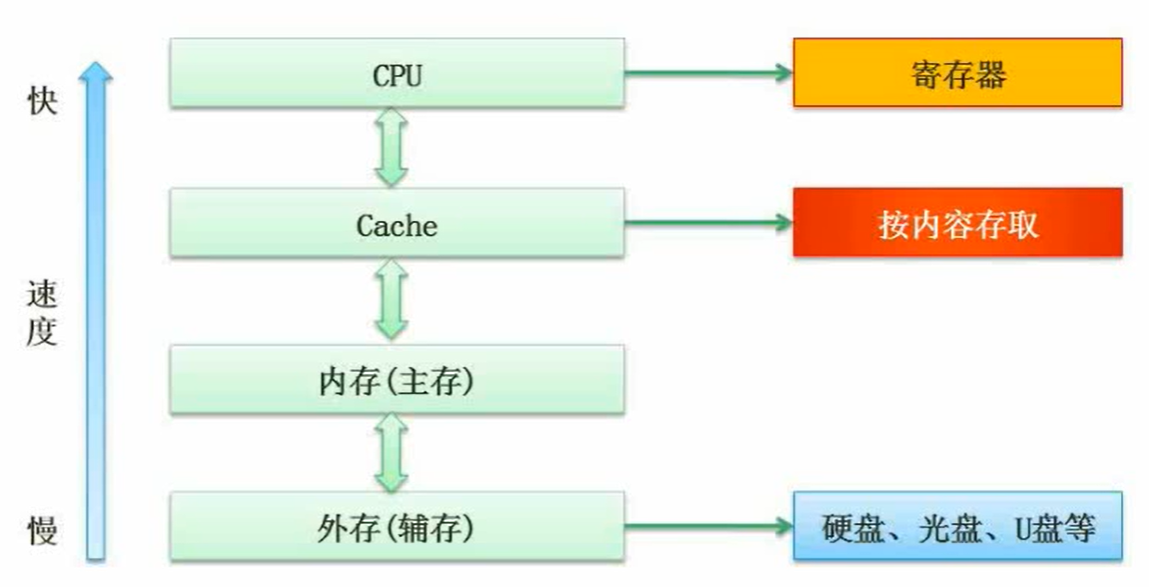 CPU
寄存器
快
Cache
按内容存取
速
度
内存(主存)
慢
外存(辅存)
硬盘、光盘、U盘等